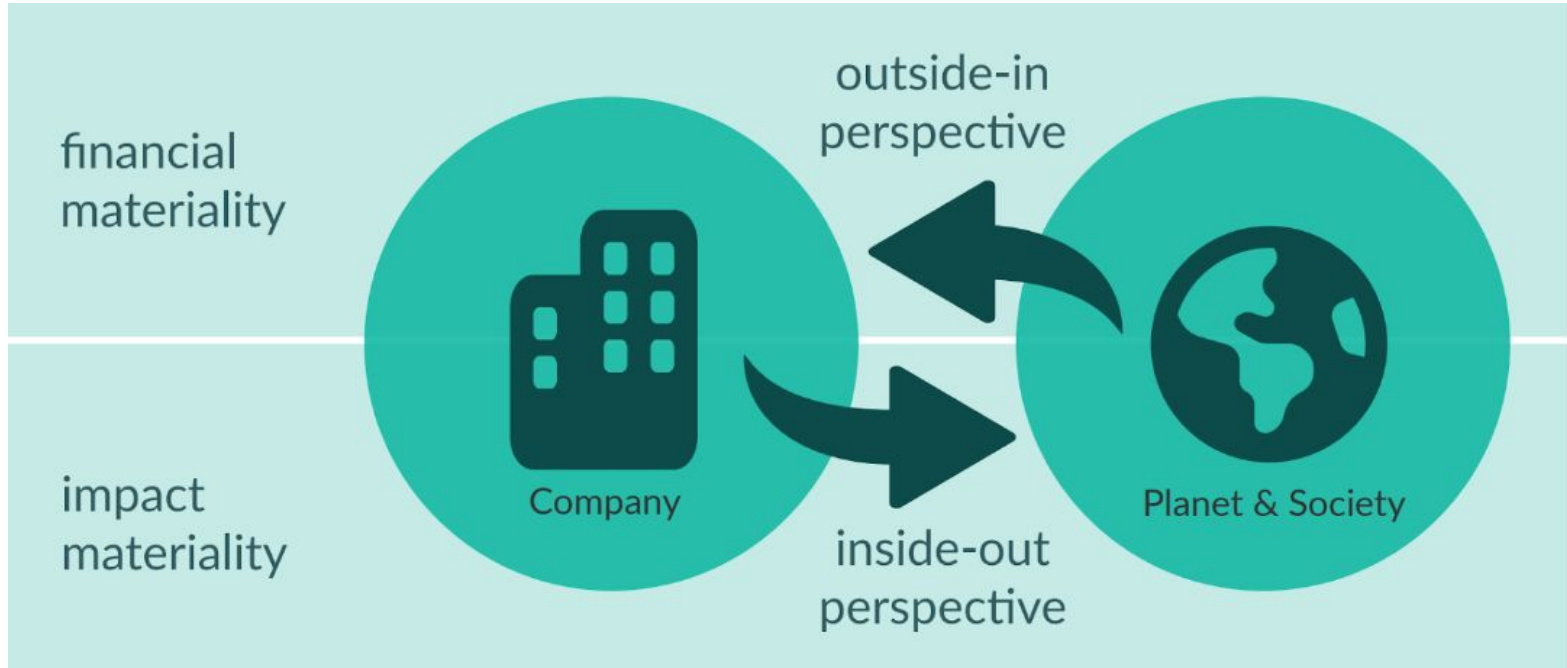 financial
materiality
outside-in
perspective
Company
Planet & Society
impact
materiality
inside-out
perspective